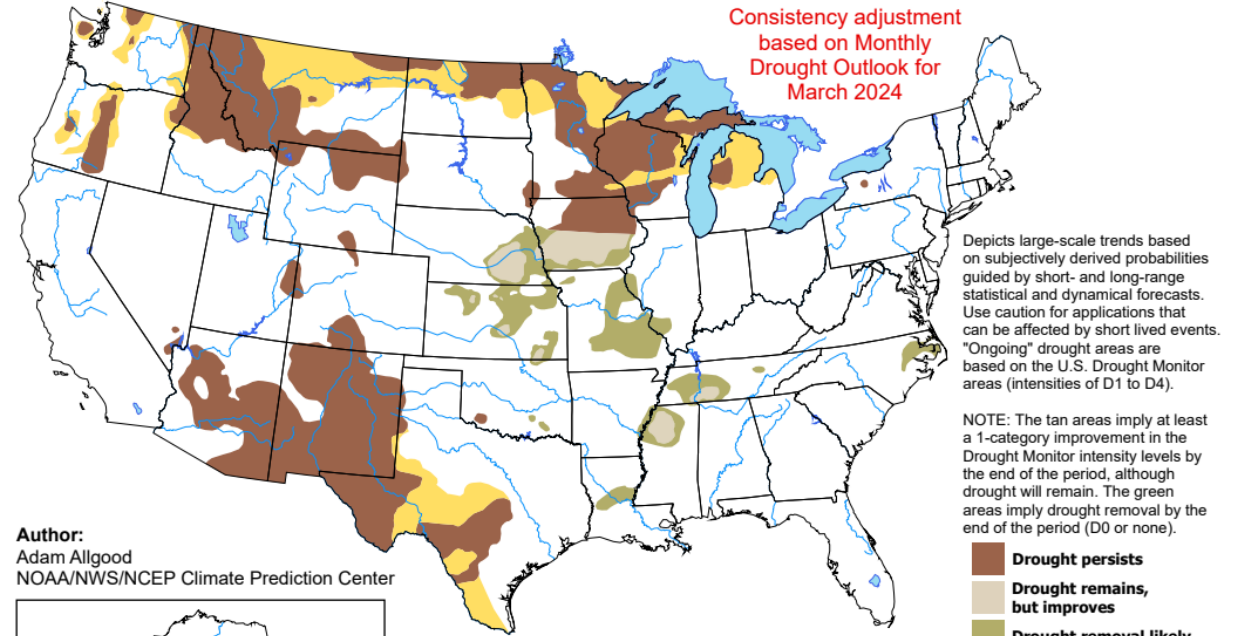 Consistency adjustment
based on Monthly
Drought Outlook for
March 2024
Depicts large-scale trends based
on subjectively derived probabilities
guided by short- and long-range
statistical and dynamical forecasts.
Use caution for applications that
can be affected by short lived events.
"Ongoing" drought areas are
based on the U.S. Drought Monitor
areas (intensities of D1 to D4).
NOTE: The tan areas imply at least
a 1-category improvement in the
Drought Monitor intensity levels by
the end of the period, although
drought will remain. The green
areas imply drought removal by the
end of the period (D0 or none).
Author:
Adam Allgood
NOAA/NWS/NCEP Climate Prediction Center
Drought persists
Drought remains,
but improves
Drought removal likely